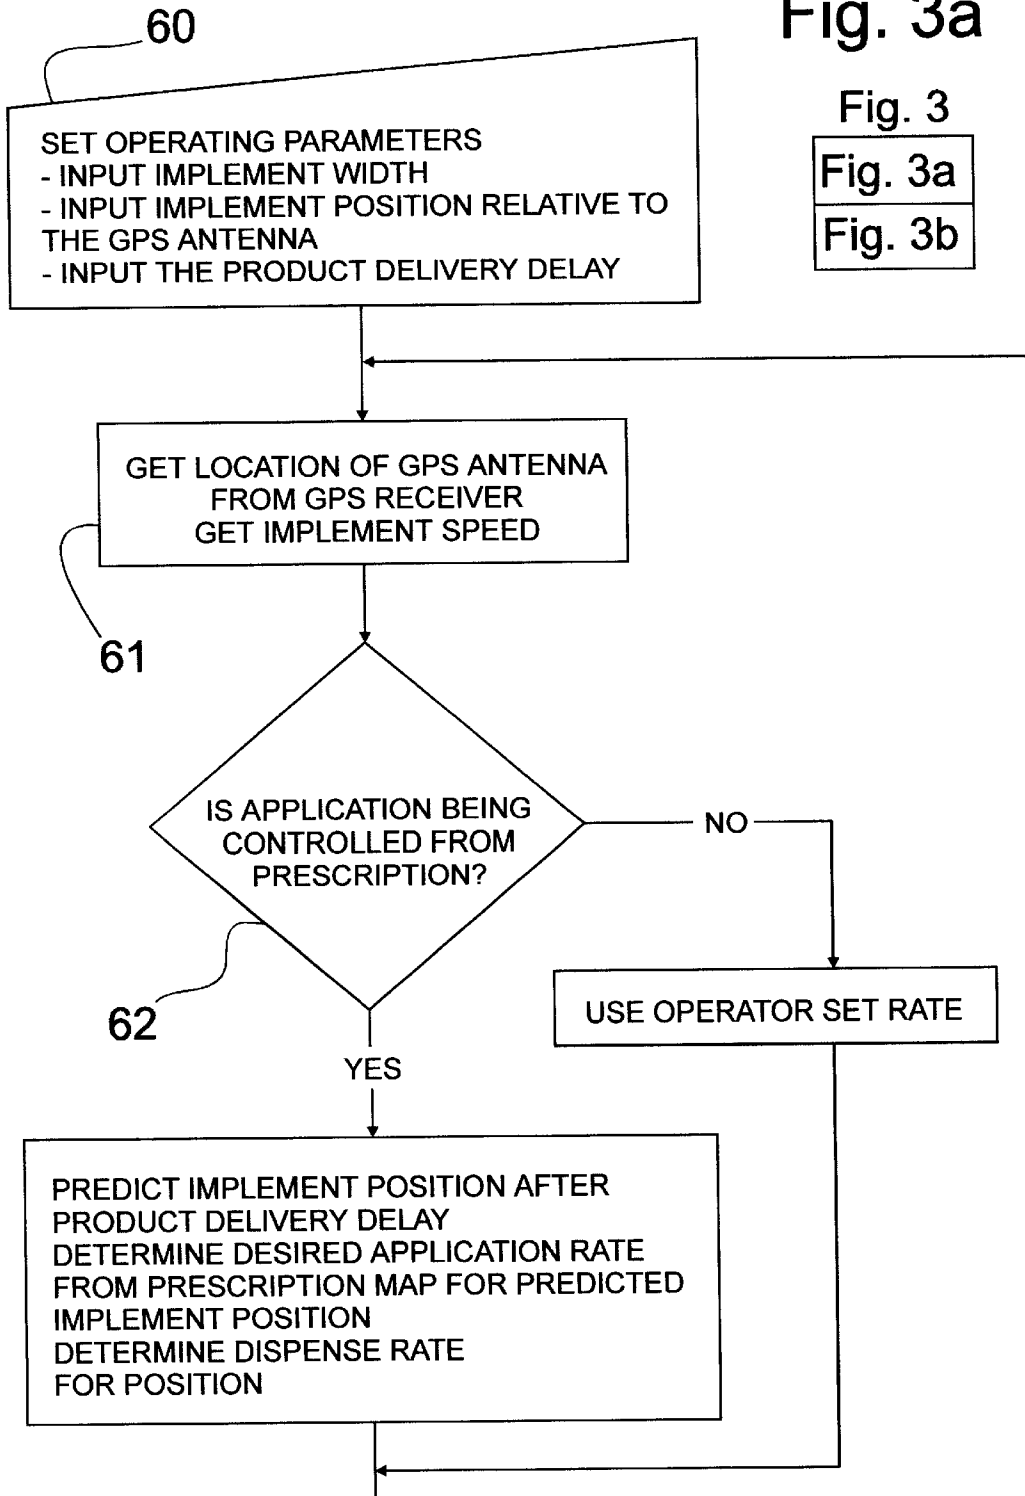 Fig. 3a
60
Fig. 3
Fig. 3a
Fig. 3b
SET OPERATING PARAMETERS
- INPUT IMPLEMENT WIDTH
- INPUT IMPLEMENT POSITION RELATIVE TO
THE GPS ANTENNA
- INPUT THE PRODUCT DELIVERY DELAY
GET LOCATION OF GPS ANTENNA
FROM GPS RECEIVER
GET IMPLEMENT SPEED
61
IS APPLICATION BEING
CONTROLLED FROM
PRESCRIPTION?
NO
62
USE OPERATOR SET RATE
YES
PREDICT IMPLEMENT POSITION AFTER
PRODUCT DELIVERY DELAY
DETERMINE DESIRED APPLICATION RATE
FROM PRESCRIPTION MAP FOR PREDICTED
IMPLEMENT POSITION
DETERMINE DISPENSE RATE
FOR POSITION